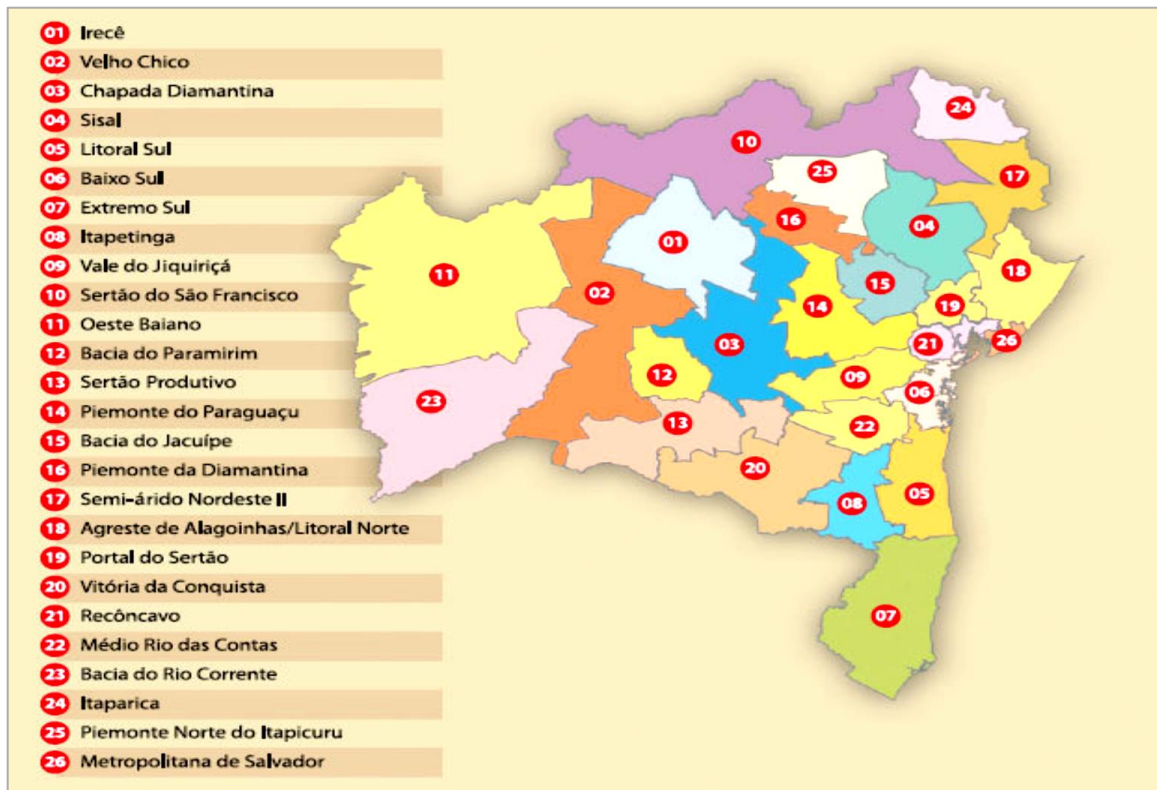 01 Irecê
02 Velho Chico
03 Chapada Diamantina
04 Sisal
05 Litoral Sul
06 Baixo Sul
07 Extremo Sul
08 Itapetinga
09 Vale do Jiquiriçá
10 Sertão do São Francisco
11 Oeste Baiano
12 Bacia do Paramirim
13 Sertão Produtivo
14 Piemonte do Paraguaçu
15 Bacia do Jacuípe
16 Piemonte da Diamantina
17 Semi-árido Nordeste II
18 Agreste de Alagoinhas/Litoral Norte
19 Portal do Sertão
20 Vitória da Conquista
21 Recôncavo
22 Médio Rio das Contas
23 Bacia do Rio Corrente
24 Itaparica
25 Piemonte Norte do Itapicuru
26 Metropolitana de Salvador
24
10
25
17
16
04
01
18
11
15
02
19
14
26
21
03
12
09
06
23
13
22
20
05
08
07